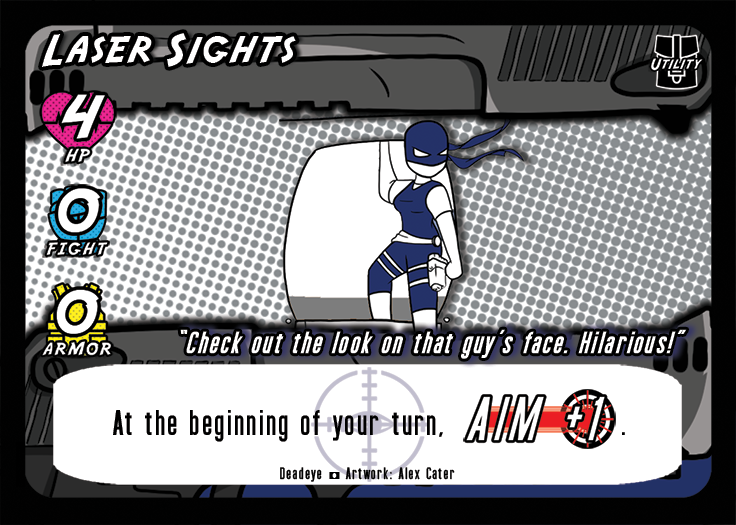 LASER SIGHTS
UTILITY
4
HP
0
FIGHT
0
ARMOR
"Check out the look on that guy's face. Hilarious!"
At the beginning of your turn, AIM +1.
Deadeye Artwork: Alex Cater